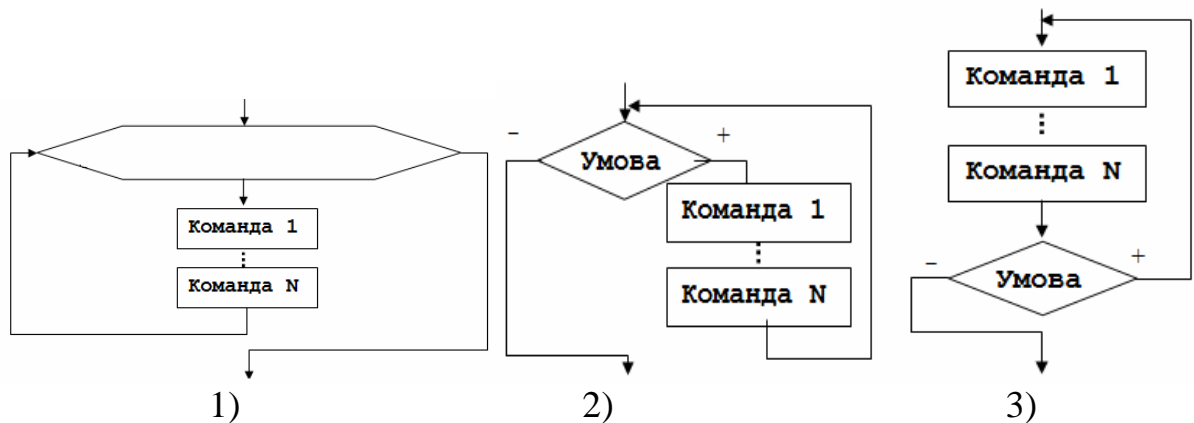 Команда 1
Команда N
1)
-
+
Умова
Команда 1
Команда N
2)
Команда 1
Команда N
-
+
Умова
3)